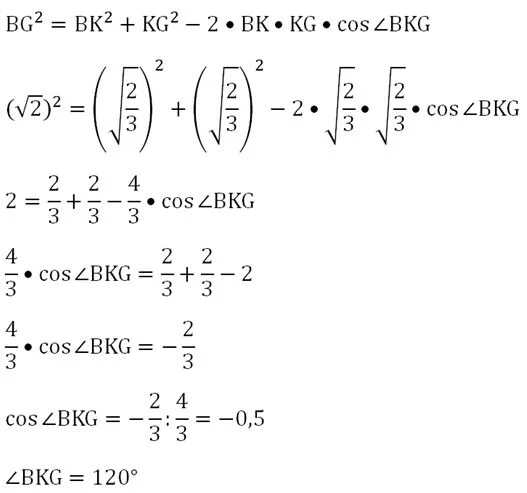 BG² = BK² + KG² − 2 • BK • KG • cos∠BKG
(√2)² = (√(2/3))² + (√(2/3))² − 2 • √(2/3) • √(2/3) • cos∠BKG
2 = 2/3 + 2/3 − 4/3 • cos∠BKG
4/3 • cos∠BKG = 2/3 + 2/3 − 2
4/3 • cos∠BKG = −2/3
cos∠BKG = −2/3 : 4/3 = −0,5
∠BKG = 120°